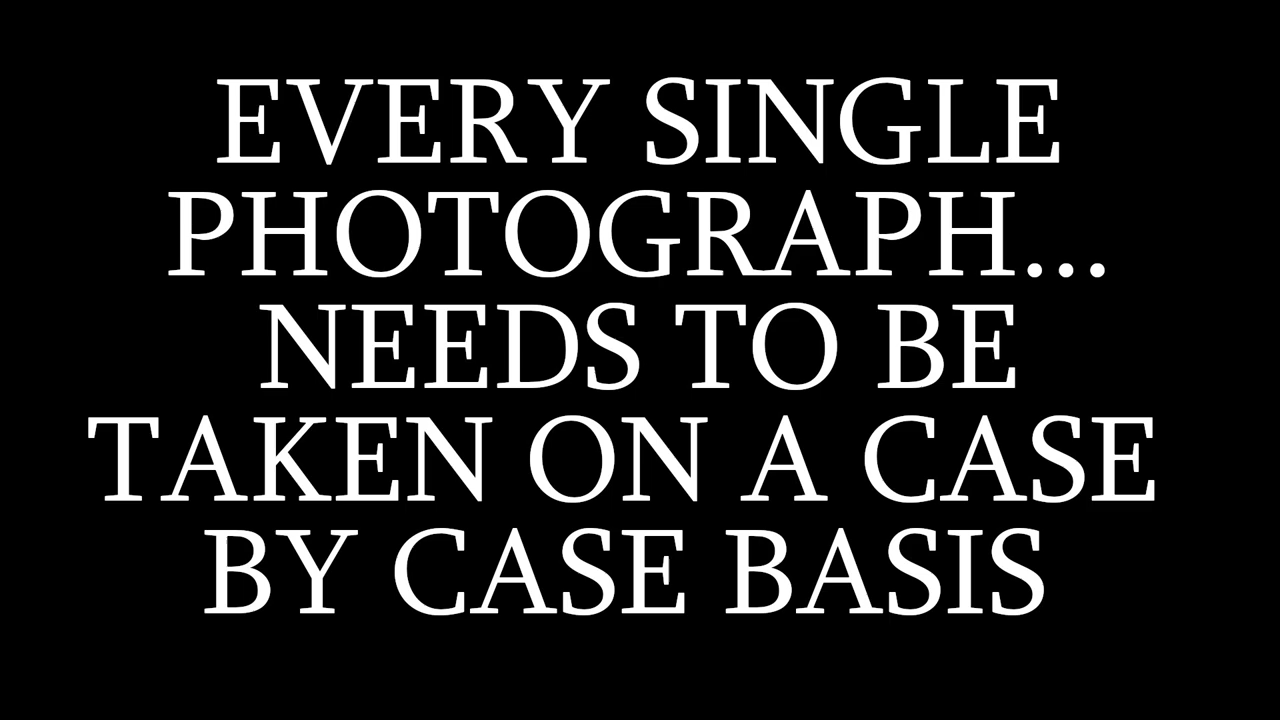 EVERY SINGLE
PHOTOGRAPH...
NEEDS TO BE
TAKEN ON A CASE
BY CASE BASIS